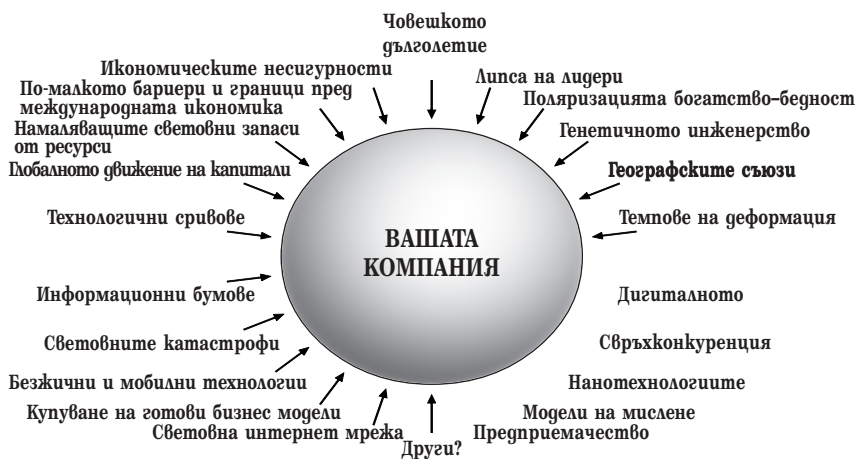 Човешкото
дълголетие
Икономическите несигурности
Липса на лидери
По-малкото бариери и граници пред
международната икономика
Поляризацията богатство–бедност
Намаляващите световни запаси
от ресурси
Генетичното инженерство
Глобалното движение на капитали
Географските съюзи
Технологични сривове
Темпове на деформация
ВАШАТА
КОМПАНИЯ
Информационни бумове
Дигиталното
Световните катастрофи
Свръхконкуренция
Безжични и мобилни технологии
Нанотехнологиите
Купуване на готови бизнес модели
Модели на мислене
Световна интернет мрежа
Предприемачество
Други?